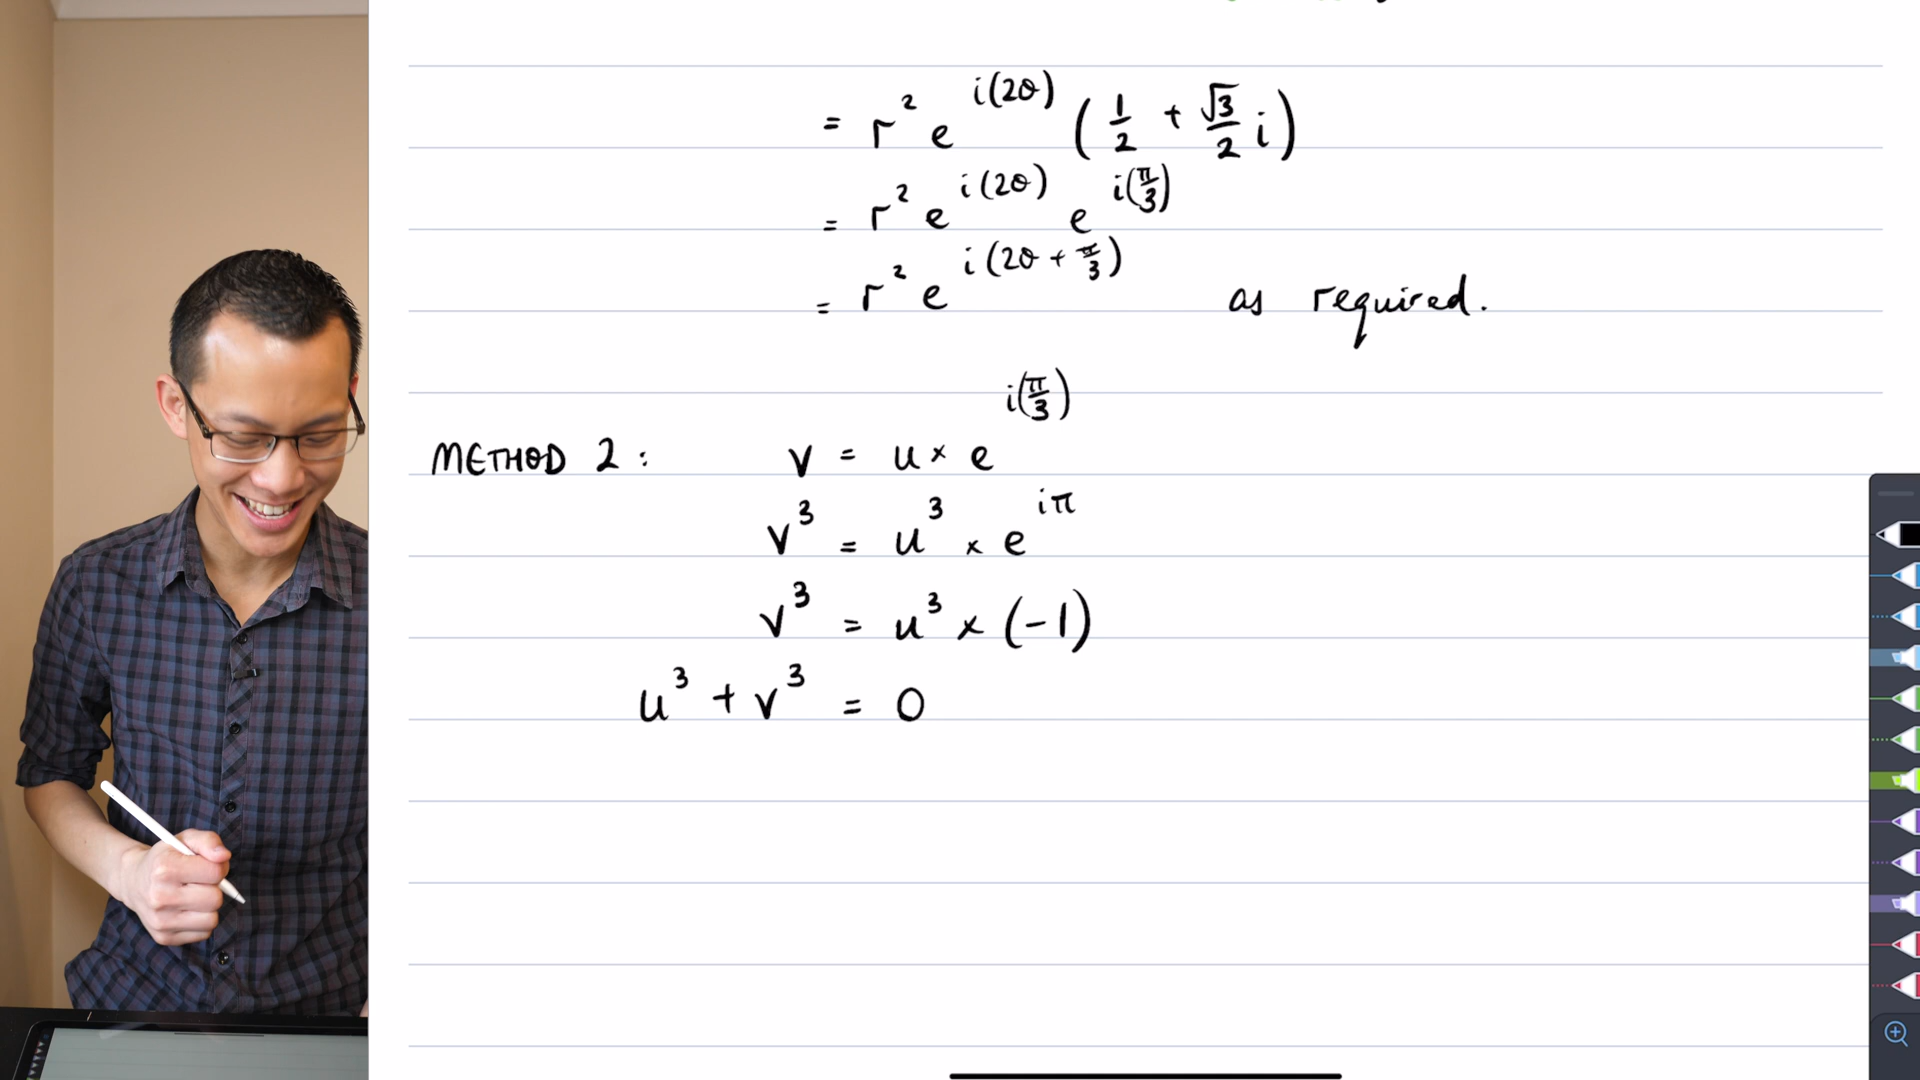 = r² e^{i(2θ)} (1/2 + √3/2 i)
= r² e^{i(2θ)} e^{i(π/3)}
= r² e^{i(2θ + π/3)} as required.
METHOD 2: v = u × e^{i(π/3)}
v³ = u³ × e^{iπ}
v³ = u³ × (-1)
u³ + v³ = 0